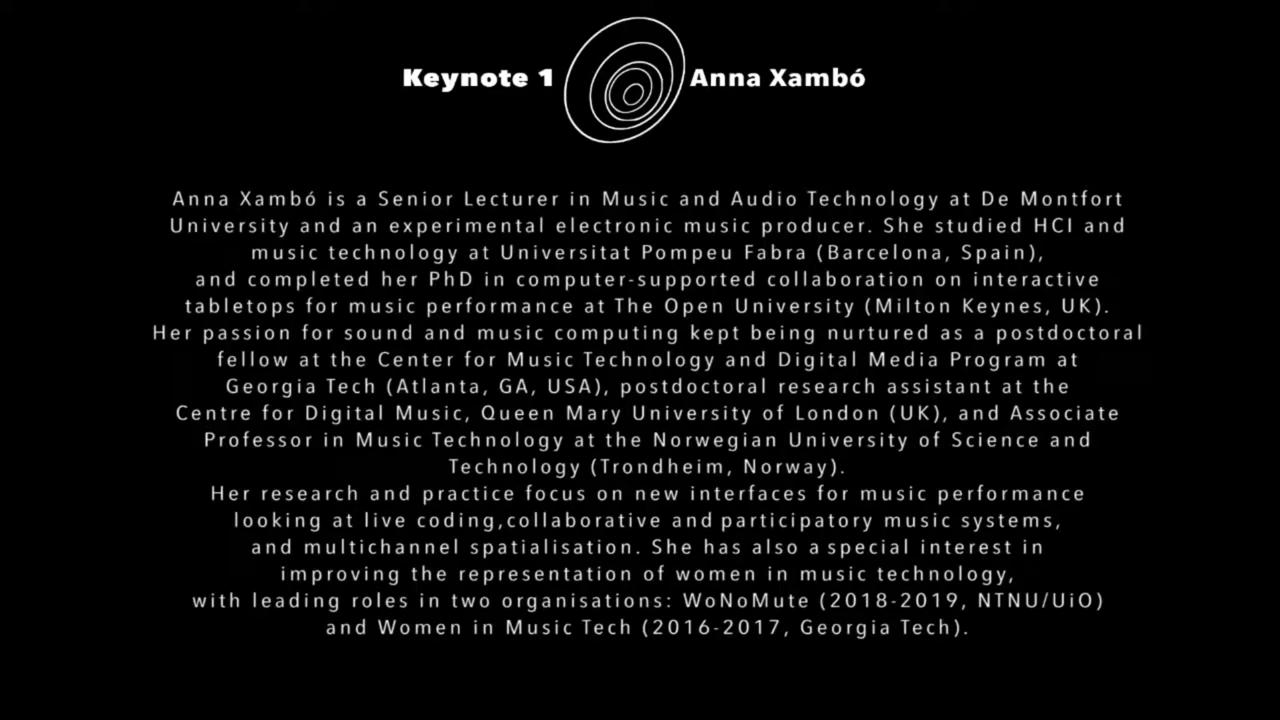 Keynote 1 Anna Xambó
Anna Xambó is a Senior Lecturer in Music and Audio Technology at De Montfort
University and an experimental electronic music producer. She studied HCI and
music technology at Universitat Pompeu Fabra (Barcelona, Spain),
and completed her PhD in computer-supported collaboration on interactive
tabletops for music performance at The Open University (Milton Keynes, UK).
Her passion for sound and music computing kept being nurtured as a postdoctoral
fellow at the Center for Music Technology and Digital Media Program at
Georgia Tech (Atlanta, GA, USA), postdoctoral research assistant at the
Centre for Digital Music, Queen Mary University of London (UK), and Associate
Professor in Music Technology at the Norwegian University of Science and
Technology (Trondheim, Norway).
Her research and practice focus on new interfaces for music performance
looking at live coding,collaborative and participatory music systems,
and multichannel spatialisation. She has also a special interest in
improving the representation of women in music technology,
with leading roles in two organisations: WoNoMute (2018-2019, NTNU/UiO)
and Women in Music Tech (2016-2017, Georgia Tech).